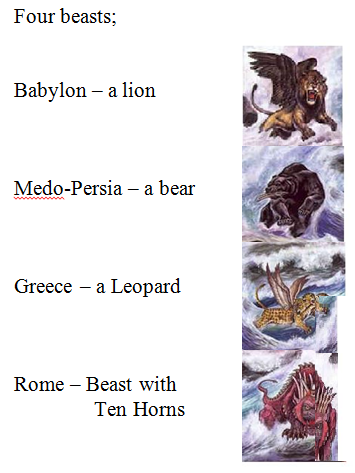 Four beasts;
Babylon – a lion
Medo-Persia – a bear
Greece – a Leopard
Rome – Beast with
Ten Horns